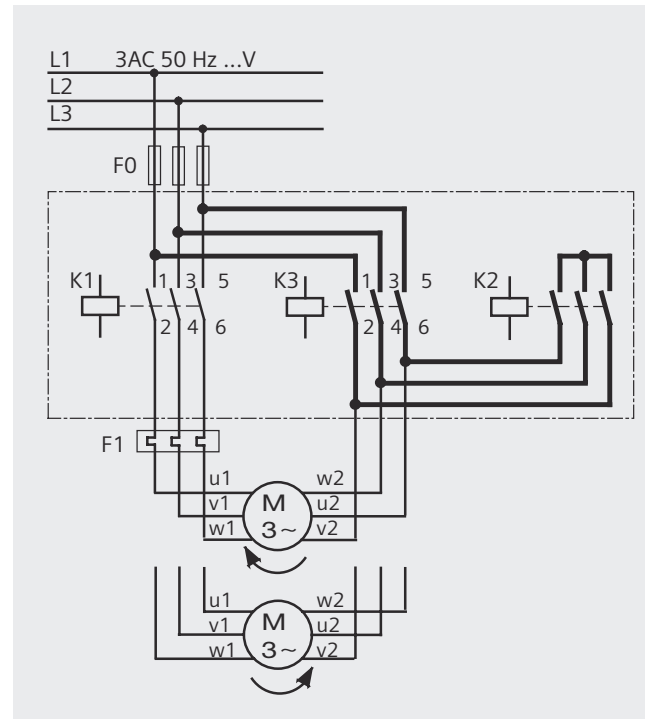 L1 3AC 50 Hz ...V
L2
L3
F0
K1 1 3 5 K3 1 3 5 K2
2 4 6 2 4 6
F1
u1 M w2
v1 3~ u2
w1 v2
u1 M w2
v1 3~ u2
w1 v2